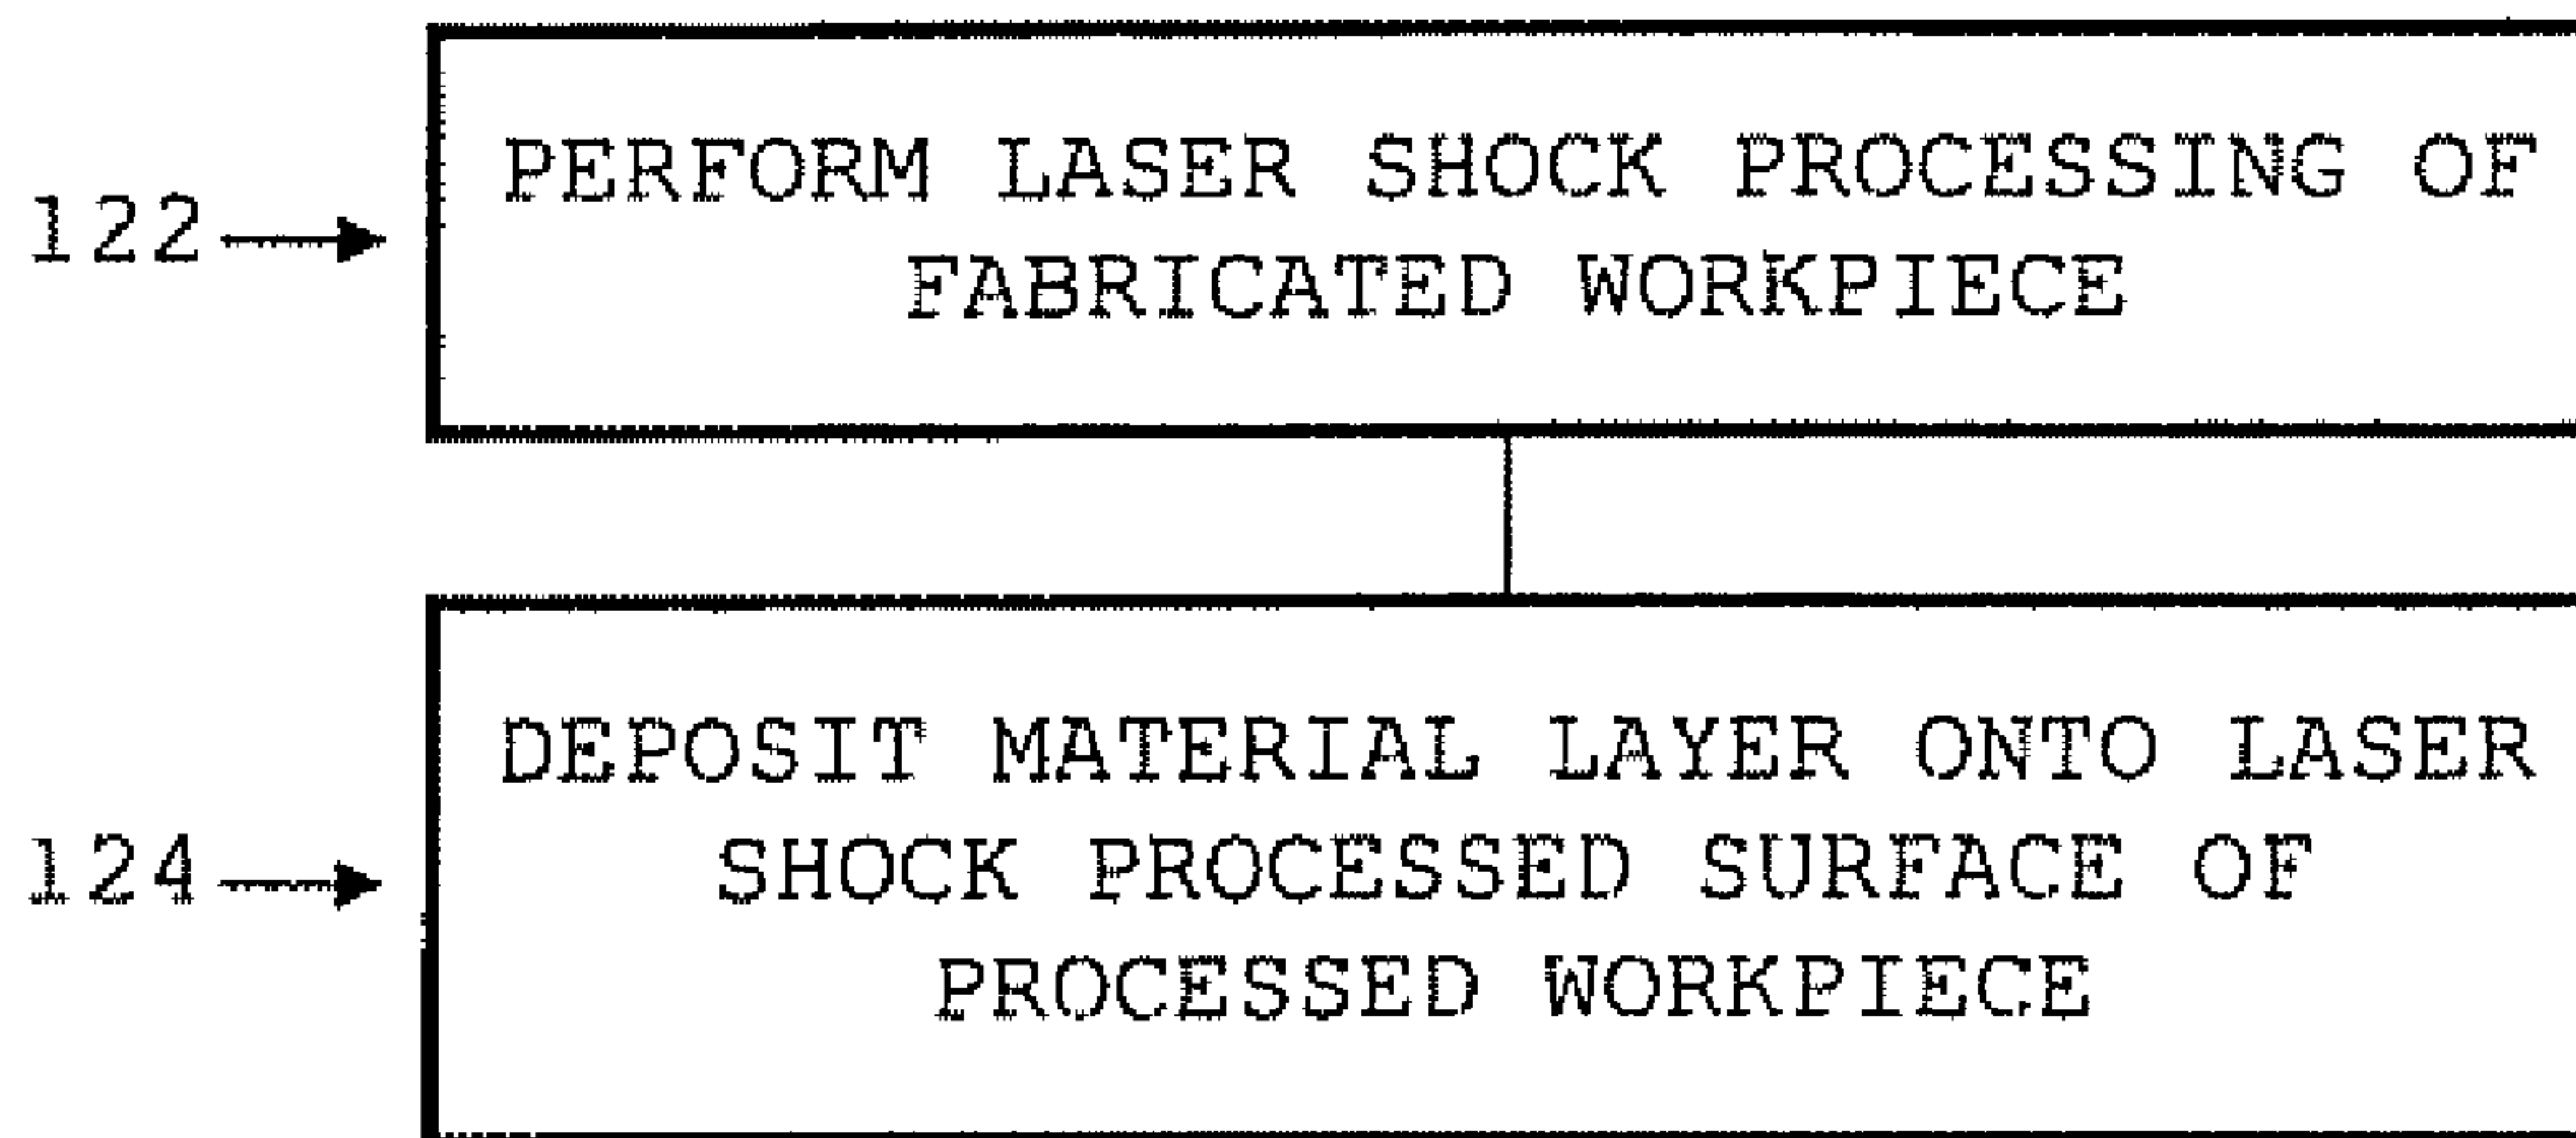 PERFORM LASER SHOCK PROCESSING OF
122
FABRICATED WORKPIECE
DEPOSIT MATERIAL LAYER ONTO LASER
124
SHOCK PROCESSED SURFACE OF
PROCESSED WORKPIECE